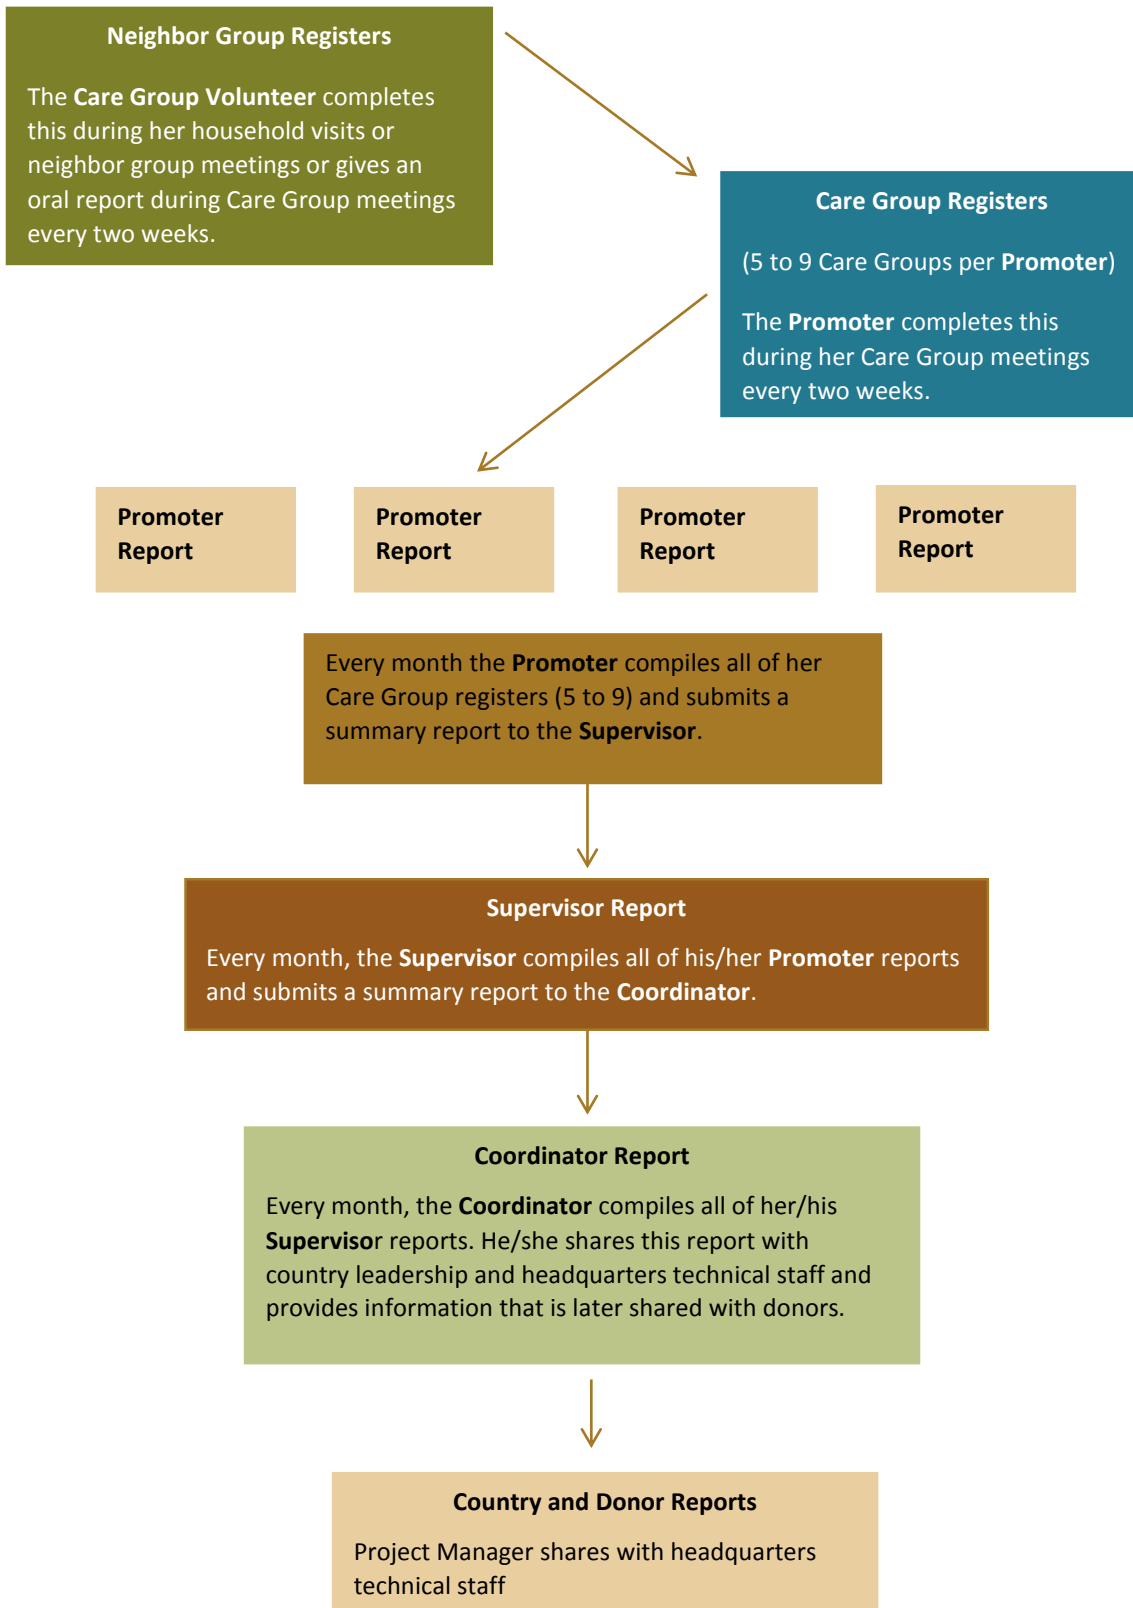 Neighbor Group Registers
The Care Group Volunteer completes
this during her household visits or
neighbor group meetings or gives an
oral report during Care Group meetings
every two weeks.
Care Group Registers
(5 to 9 Care Groups per Promoter)
The Promoter completes this
during her Care Group meetings
every two weeks.
Promoter
Report
Promoter
Report
Promoter
Report
Promoter
Report
Every month the Promoter compiles all of her
Care Group registers (5 to 9) and submits a
summary report to the Supervisor.
Supervisor Report
Every month, the Supervisor compiles all of his/her Promoter reports
and submits a summary report to the Coordinator.
Coordinator Report
Every month, the Coordinator compiles all of her/his
Supervisor reports. He/she shares this report with
country leadership and headquarters technical staff and
provides information that is later shared with donors.
Country and Donor Reports
Project Manager shares with headquarters
technical staff